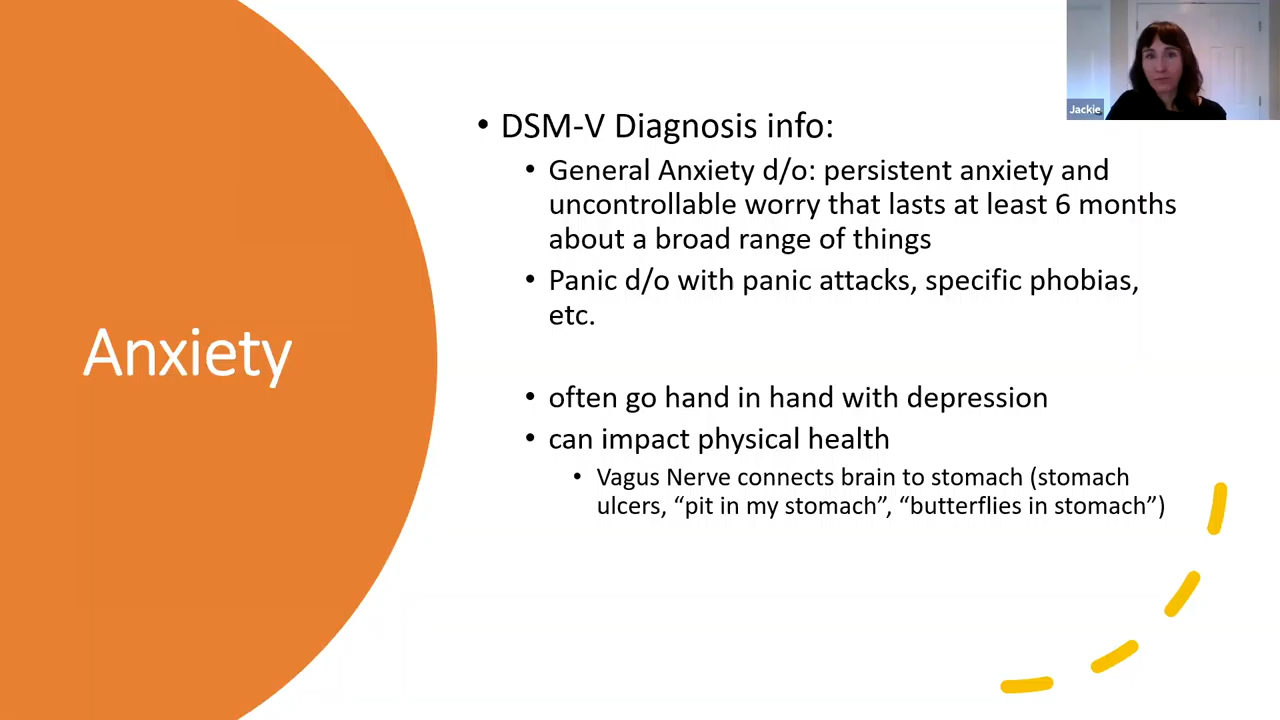 Anxiety
• DSM-V Diagnosis info:
• General Anxiety d/o: persistent anxiety and
uncontrollable worry that lasts at least 6 months
about a broad range of things
• Panic d/o with panic attacks, specific phobias,
etc.
• often go hand in hand with depression
• can impact physical health
• Vagus Nerve connects brain to stomach (stomach
ulcers, “pit in my stomach”, “butterflies in stomach”)
Jackie